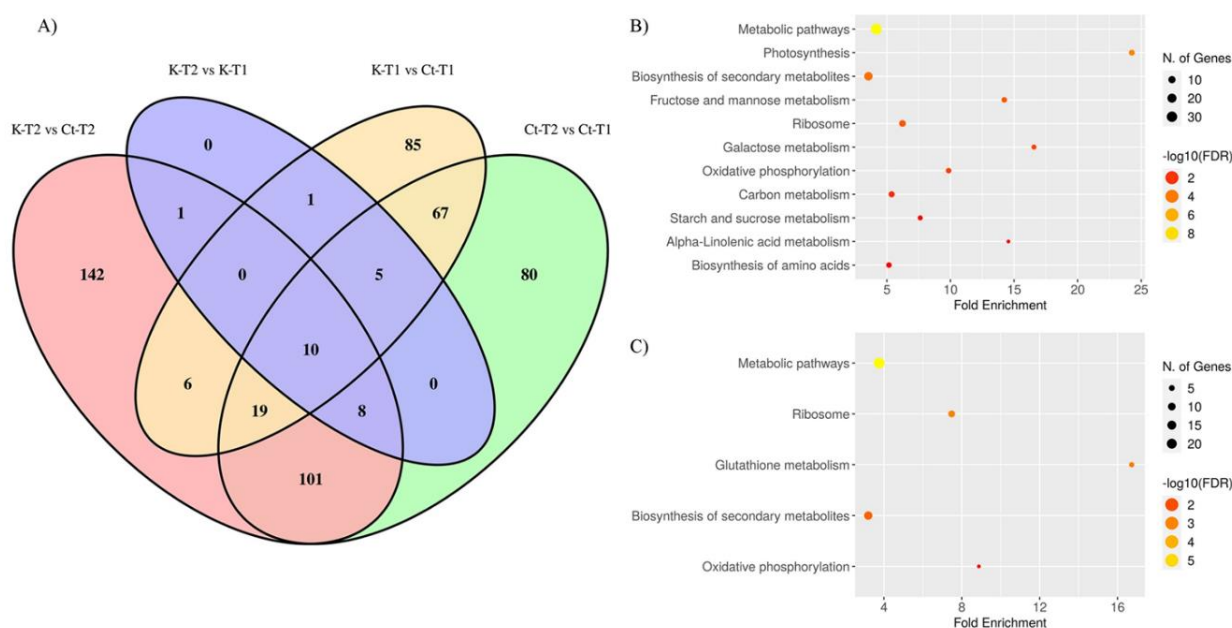 A)
K-T2 vs K-T1
K-T1 vs Ct-T1
K-T2 vs Ct-T2
Ct-T2 vs Ct-T1
0
85
1
1
67
142
0
5
80
10
6
0
19
8
101
B)
Metabolic pathways
Photosynthesis
Biosynthesis of secondary metabolites
Fructose and mannose metabolism
Ribosome
Galactose metabolism
Oxidative phosphorylation
Carbon metabolism
Starch and sucrose metabolism
Alpha-Linolenic acid metabolism
Biosynthesis of amino acids
5 10 15 20 25
Fold Enrichment
N. of Genes
10
20
30
-log10(FDR)
2
4
6
8
C)
Metabolic pathways
Ribosome
Glutathione metabolism
Biosynthesis of secondary metabolites
Oxidative phosphorylation
4 8 12 16
Fold Enrichment
N. of Genes
5
10
15
20
-log10(FDR)
2
3
4
5